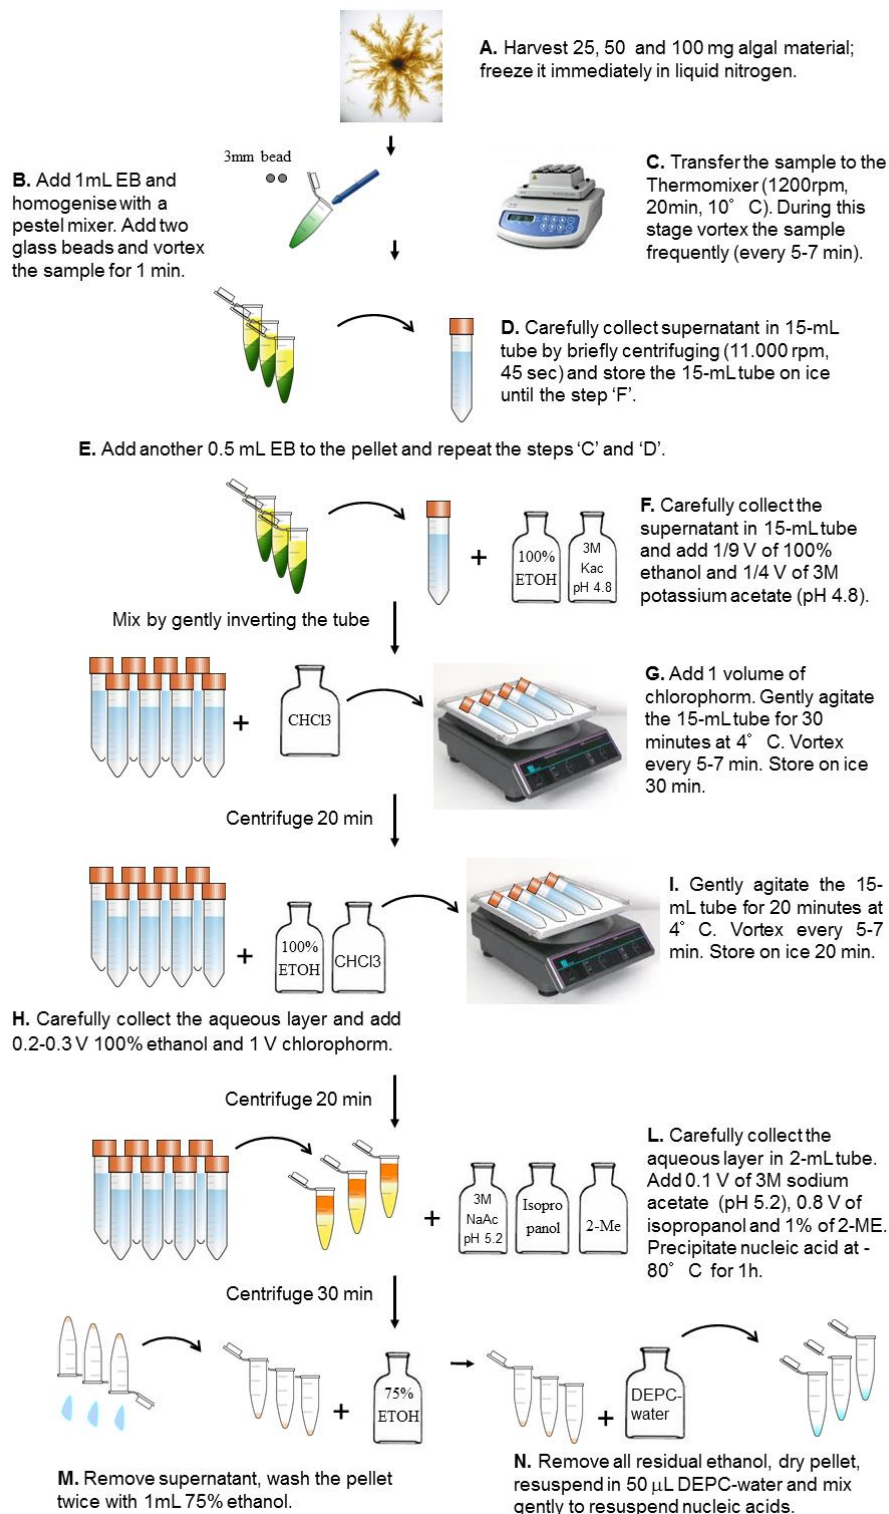 A. Harvest 25, 50 and 100 mg algal material;
freeze it immediately in liquid nitrogen.
3mm bead
B. Add 1mL EB and
homogenise with a
pestel mixer. Add two
glass beads and vortex
the sample for 1 min.
C. Transfer the sample to the
Thermomixer (1200rpm,
20min, 10° C). During this
stage vortex the sample
frequently (every 5-7 min).
D. Carefully collect supernatant in 15-mL
tube by briefly centrifuging (11.000 rpm,
45 sec) and store the 15-mL tube on ice
until the step ‘F’.
E. Add another 0.5 mL EB to the pellet and repeat the steps ‘C’ and ‘D’.
+
100%
ETOH
3M
Kac
pH 4.8
F. Carefully collect the
supernatant in 15-mL tube
and add 1/9 V of 100%
ethanol and 1/4 V of 3M
potassium acetate (pH 4.8).
Mix by gently inverting the tube
+
CHCl3
G. Add 1 volume of
chlorophorm. Gently agitate
the 15-mL tube for 30
minutes at 4° C. Vortex
every 5-7 min. Store on ice
30 min.
Centrifuge 20 min
+
100%
ETOH
CHCl3
I. Gently agitate the 15-
mL tube for 20 minutes at
4° C. Vortex every 5-7
min. Store on ice 20 min.
H. Carefully collect the aqueous layer and add
0.2-0.3 V 100% ethanol and 1 V chlorophorm.
Centrifuge 20 min
+
3M
NaAc
pH 5.2
Isopro
panol
2-Me
L. Carefully collect the
aqueous layer in 2-mL tube.
Add 0.1 V of 3M sodium
acetate (pH 5.2), 0.8 V of
isopropanol and 1% of 2-ME.
Precipitate nucleic acid at -
80° C for 1h.
Centrifuge 30 min
+
75%
ETOH
+
DEPC-
water
M. Remove supernatant, wash the pellet
twice with 1mL 75% ethanol.
N. Remove all residual ethanol, dry pellet,
resuspend in 50 µL DEPC-water and mix
gently to resuspend nucleic acids.